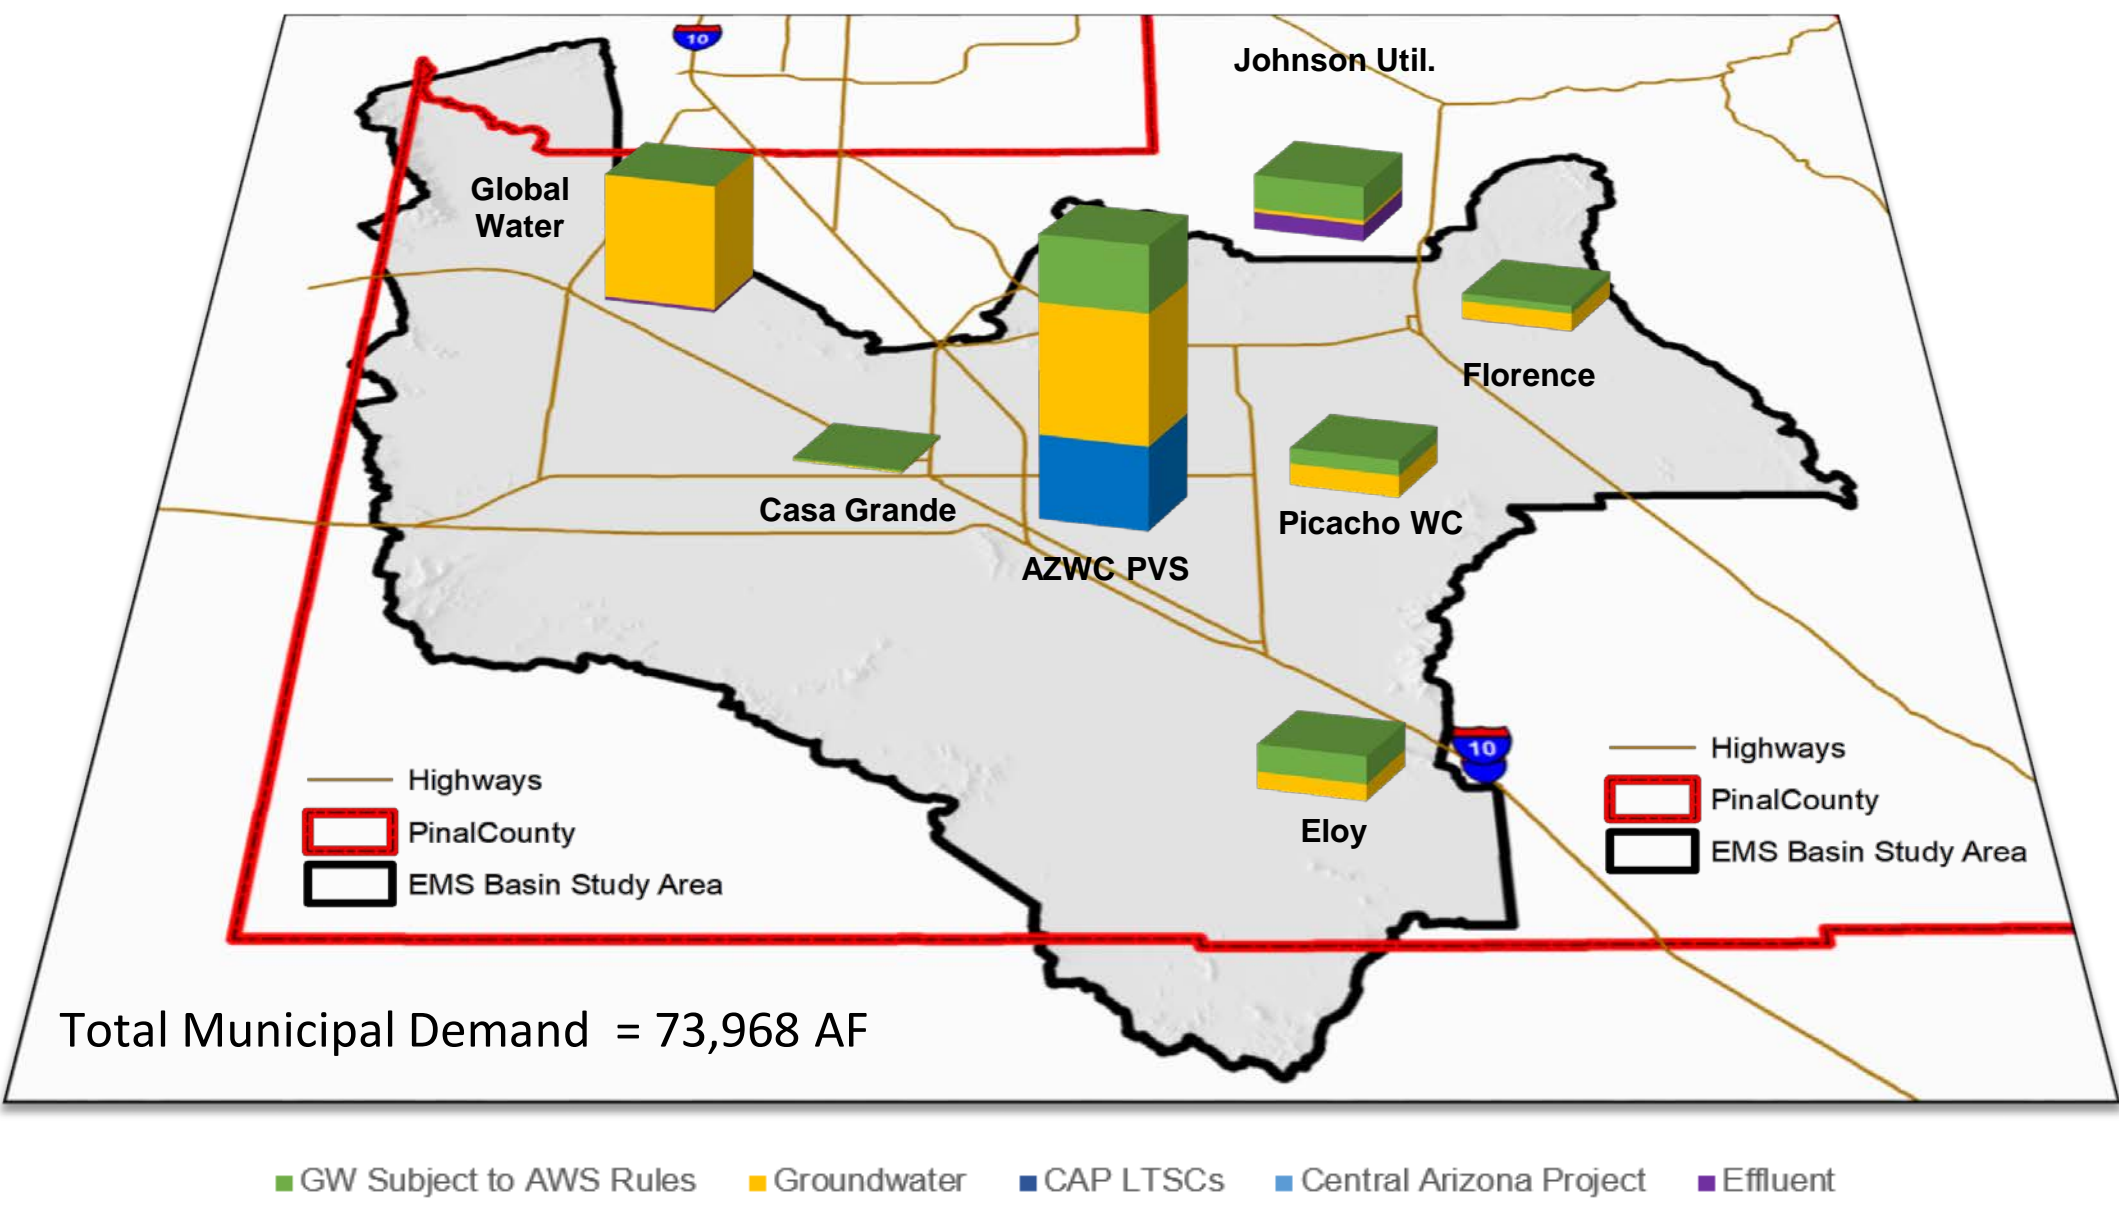 10
Johnson Util.
Global
Water
Florence
Casa Grande
Picacho WC
AZWC PVS
10
Eloy
Highways
PinalCounty
EMS Basin Study Area
Highways
PinalCounty
EMS Basin Study Area
Total Municipal Demand = 73,968 AF
GW Subject to AWS Rules Groundwater CAP LTSCs Central Arizona Project Effluent